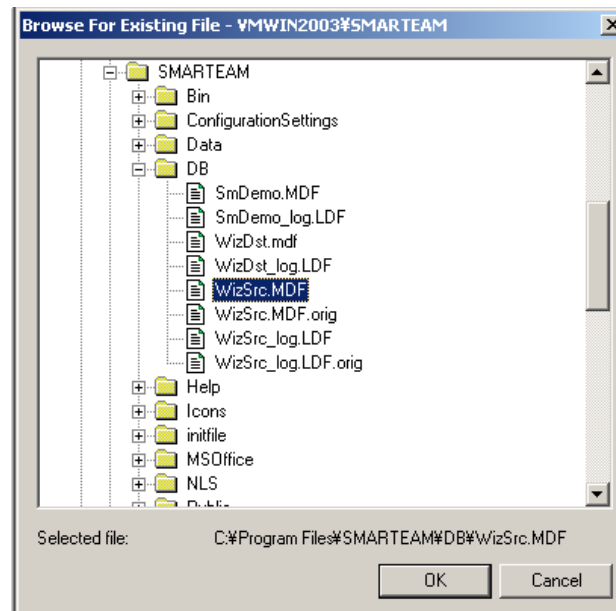 Browse For Existing File - ¥MWIN2003¥SMARTEAM
SMARTEAM
Bin
ConfigurationSettings
Data
DB
SmDemo.MDF
SmDemo_log.LDF
WizDst.mdf
WizDst_log.LDF
WizSrc.MDF
WizSrc.MDF.orig
WizSrc_log.LDF
WizSrc_log.LDF.orig
Help
Icons
initfile
MSOffice
NLS
Selected file: C:¥Program Files¥SMARTEAM¥DB¥WizSrc.MDF
OK Cancel